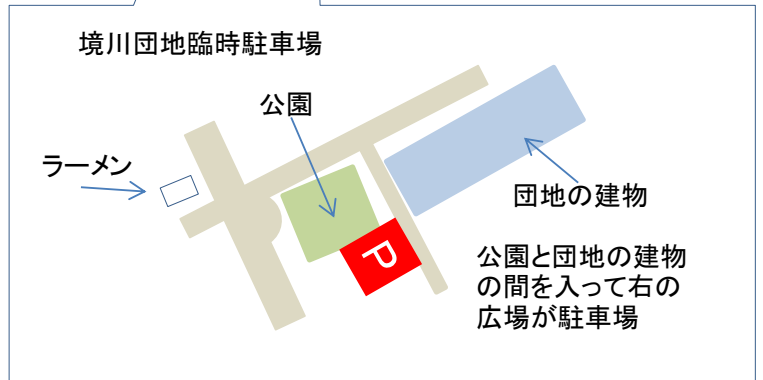 境川団地臨時駐車場
公園
ラーメン
団地の建物
P
公園と団地の建物
の間を入って右の
広場が駐車場